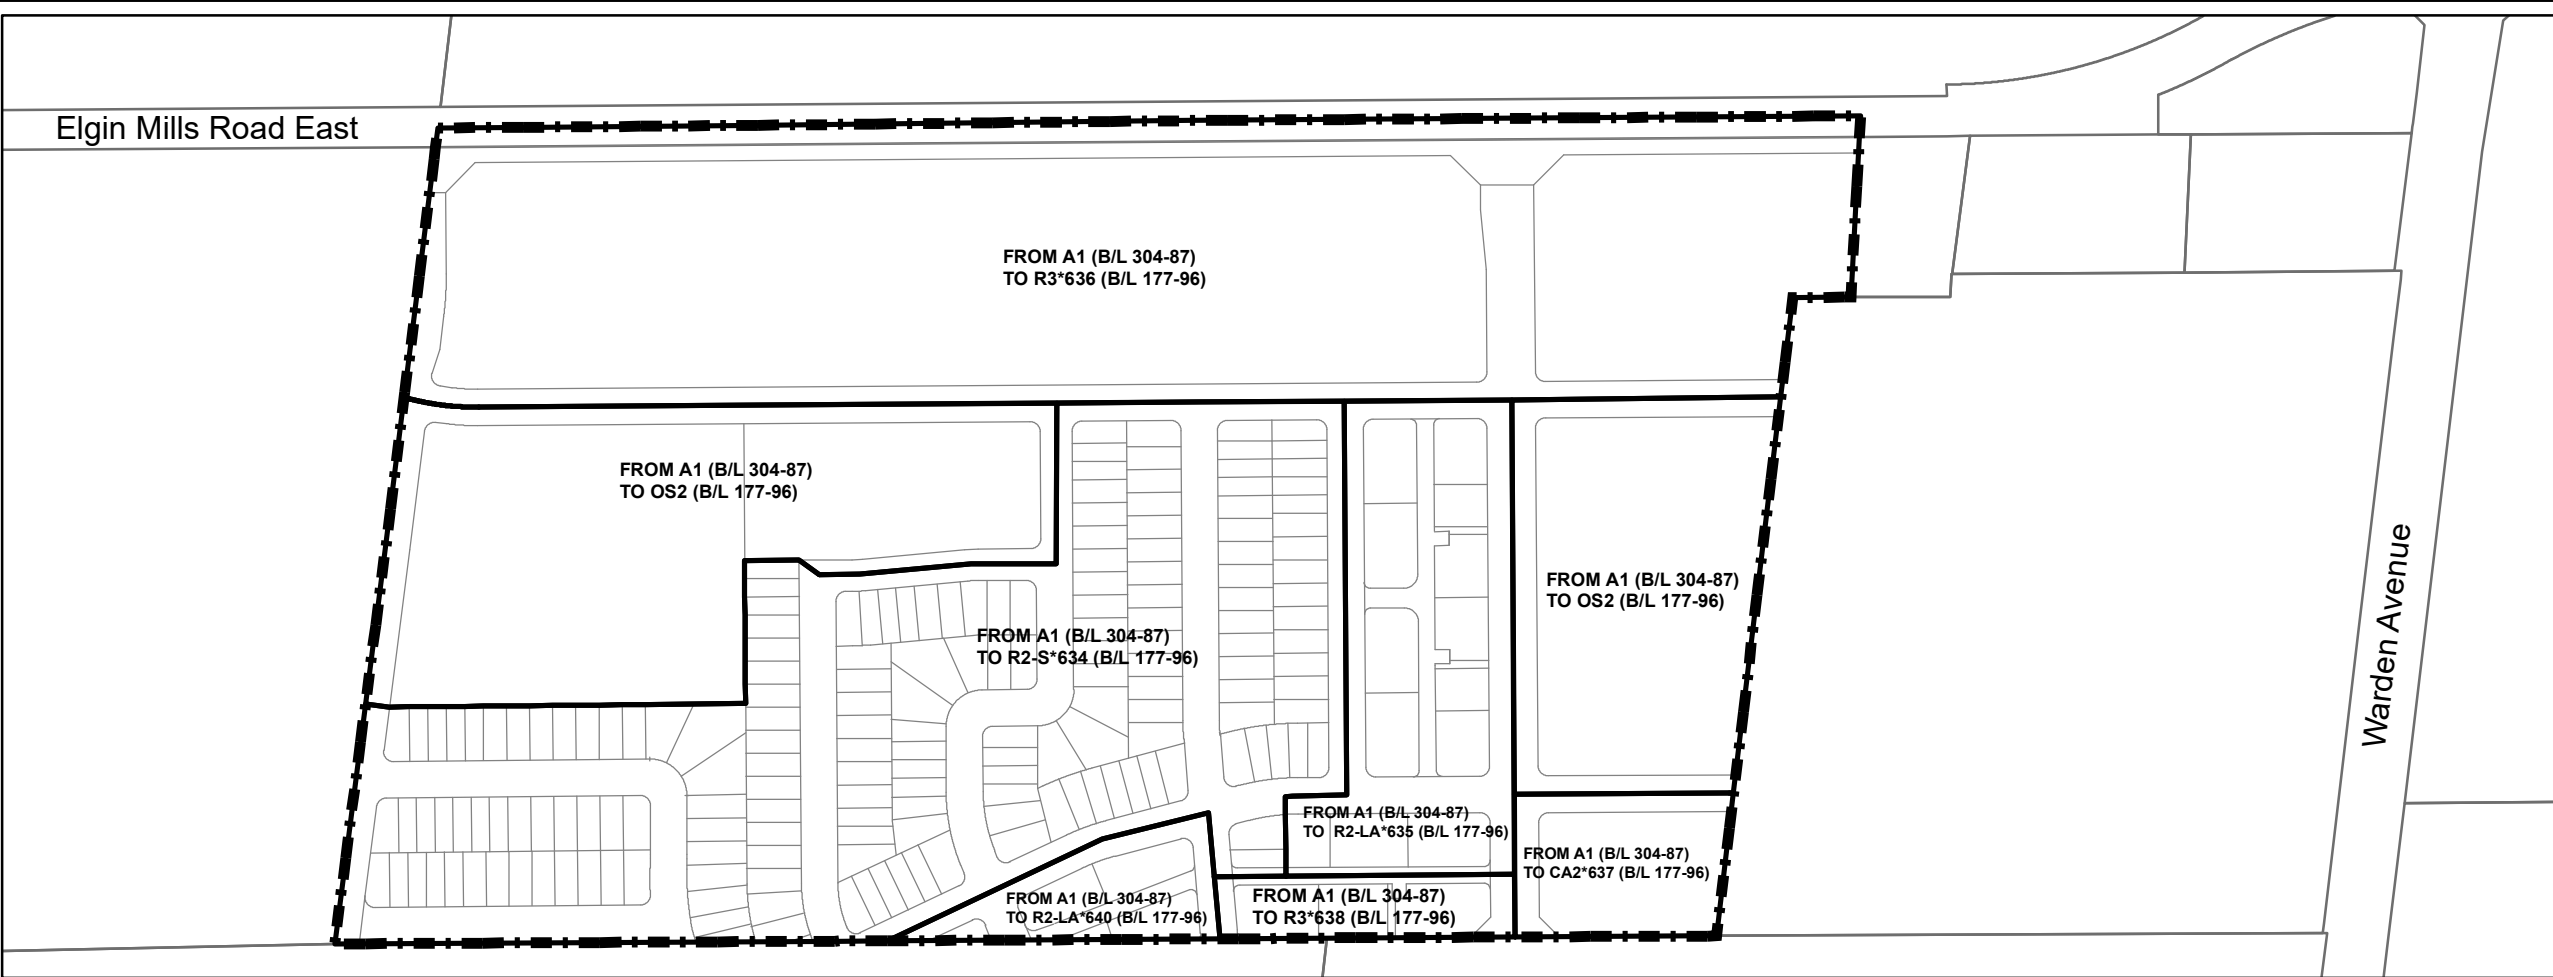 Elgin Mills Road East
FROM A1 (B/L 304-87)
TO R3*636 (B/L 177-96)
FROM A1 (B/L 304-87)
TO OS2 (B/L 177-96)
FROM A1 (B/L 304-87)
TO OS2 (B/L 177-96)
FROM A1 (B/L 304-87)
TO R2-S*634 (B/L 177-96)
Warden Avenue
FROM A1 (B/L 304-87)
TO R2-LA*635 (B/L 177-96)
FROM A1 (B/L 304-87)
TO CA2*637 (B/L 177-96)
FROM A1 (B/L 304-87)
TO R2-LA*640 (B/L 177-96)
FROM A1 (B/L 304-87)
TO R3*638 (B/L 177-96)